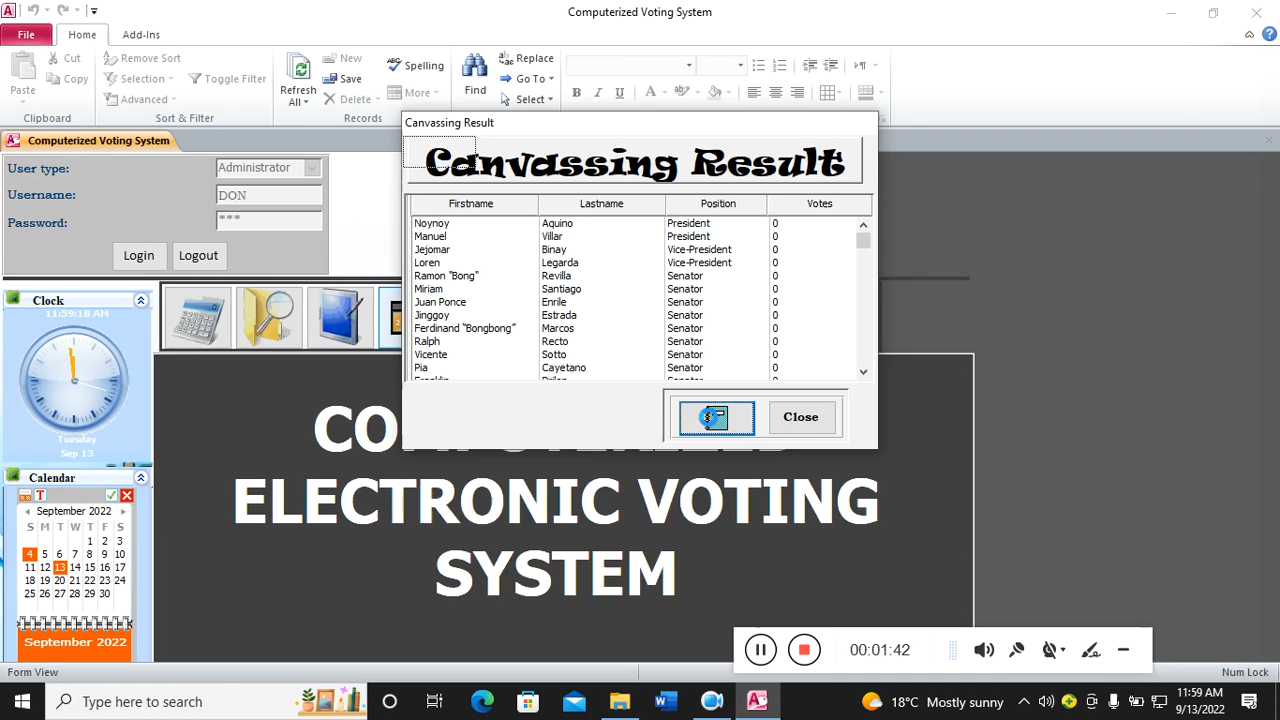 Computerized Voting System
File Home Add-Ins
Paste
Cut
Copy
Clipboard
Remove Sort
Selection
Advanced
Toggle Filter
Sort & Filter
Refresh
All
New
Save
Delete
Spelling
More
Records
Find
Replace
Go To
Select
B I U A
Computerized Voting System
User type: Administrator
Username: DON
Password: ***
Login Logout
Clock
11:59:18 AM
Tuesday
Sep 13
Calendar
T
September 2022
S M T W T F S
1 2 3
4 5 6 7 8 9 10
11 12 13 14 15 16 17
18 19 20 21 22 23 24
25 26 27 28 29 30
September 2022
Canvassing Result
Canvassing Result
Firstname Lastname Position Votes
Noynoy Aquino President 0
Manuel Villar President 0
Jejomar Binay Vice-President 0
Loren Legarda Vice-President 0
Ramon "Bong" Revilla Senator 0
Miriam Santiago Senator 0
Juan Ponce Enrile Senator 0
Jinggoy Estrada Senator 0
Ferdinand "Bongbong" Marcos Senator 0
Ralph Recto Senator 0
Vicente Sotto Senator 0
Pia Cayetano Senator 0
Close
ELECTRONIC VOTING
SYSTEM
00:01:42
Form View Num Lock
Type here to search
18°C Mostly sunny
11:59 AM
9/13/2022